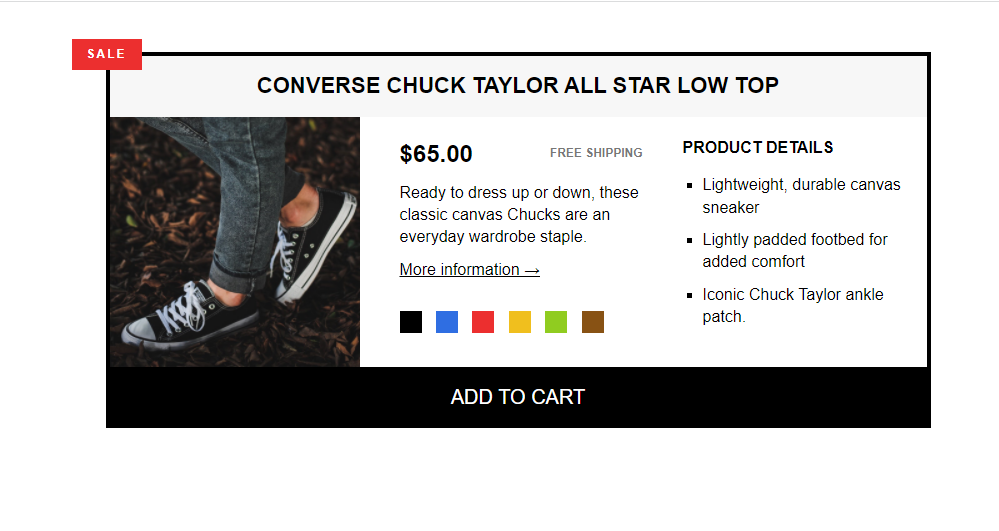 SALE
CONVERSE CHUCK TAYLOR ALL STAR LOW TOP
$65.00
FREE SHIPPING
Ready to dress up or down, these
classic canvas Chucks are an
everyday wardrobe staple.
More information →
PRODUCT DETAILS
Lightweight, durable canvas
sneaker
Lightly padded footbed for
added comfort
Iconic Chuck Taylor ankle
patch.
ADD TO CART